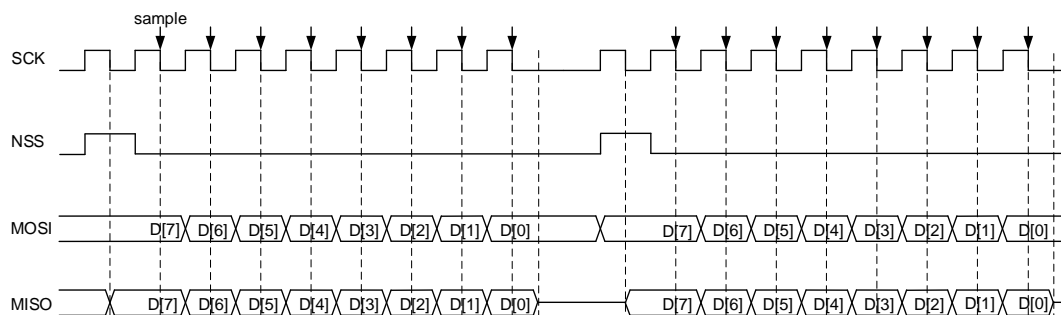 sample
SCK
NSS
MOSI D[7] D[6] D[5] D[4] D[3] D[2] D[1] D[0] D[7] D[6] D[5] D[4] D[3] D[2] D[1] D[0]
MISO D[7] D[6] D[5] D[4] D[3] D[2] D[1] D[0] D[7] D[6] D[5] D[4] D[3] D[2] D[1] D[0]